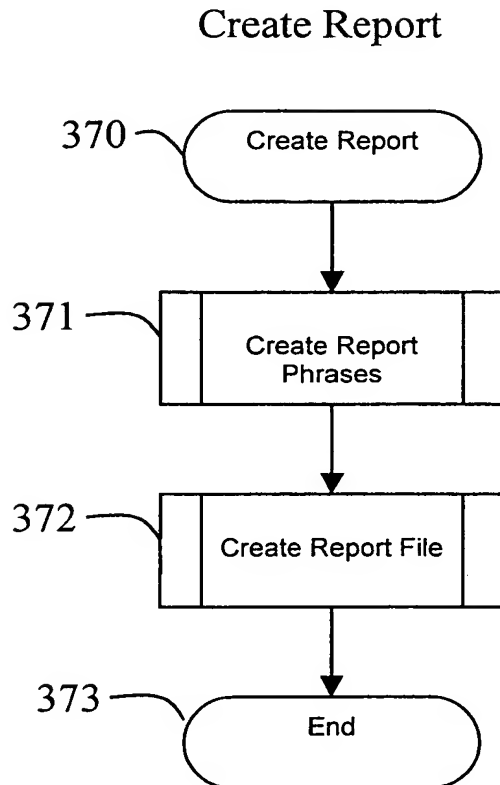 Create Report
370
Create Report
371
Create Report
Phrases
372
Create Report File
373
End